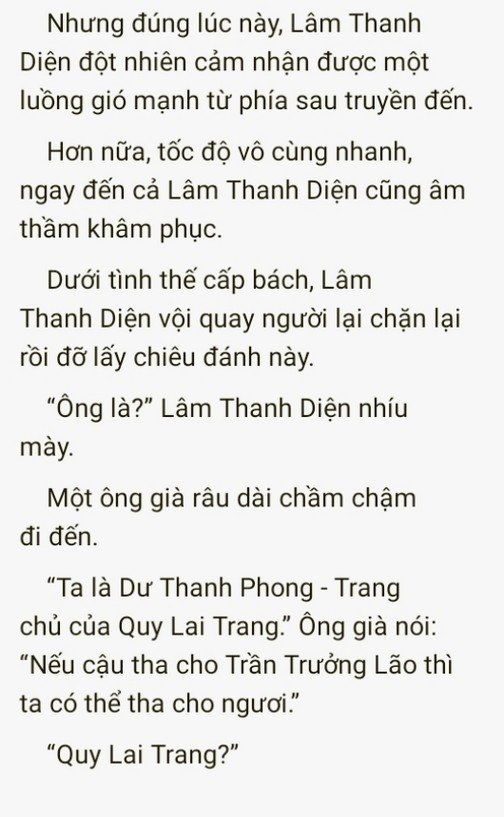 Nhưng đúng lúc này, Lâm Thanh
Diện đột nhiên cảm nhận được một
luồng gió mạnh từ phía sau truyền đến.
Hơn nữa, tốc độ vô cùng nhanh,
ngay đến cả Lâm Thanh Diện cũng âm
thầm khâm phục.
Dưới tình thế cấp bách, Lâm
Thanh Diện vội quay người lại chặn lại
rồi đỡ lấy chiêu đánh này.
“Ông là?” Lâm Thanh Diện nhíu
mày.
Một ông già râu dài chầm chậm
đi đến.
“Ta là Dư Thanh Phong - Trang
chủ của Quy Lai Trang.” Ông già nói:
“Nếu cậu tha cho Trần Trưởng Lão thì
ta có thể tha cho ngươi.”
“Quy Lai Trang?”